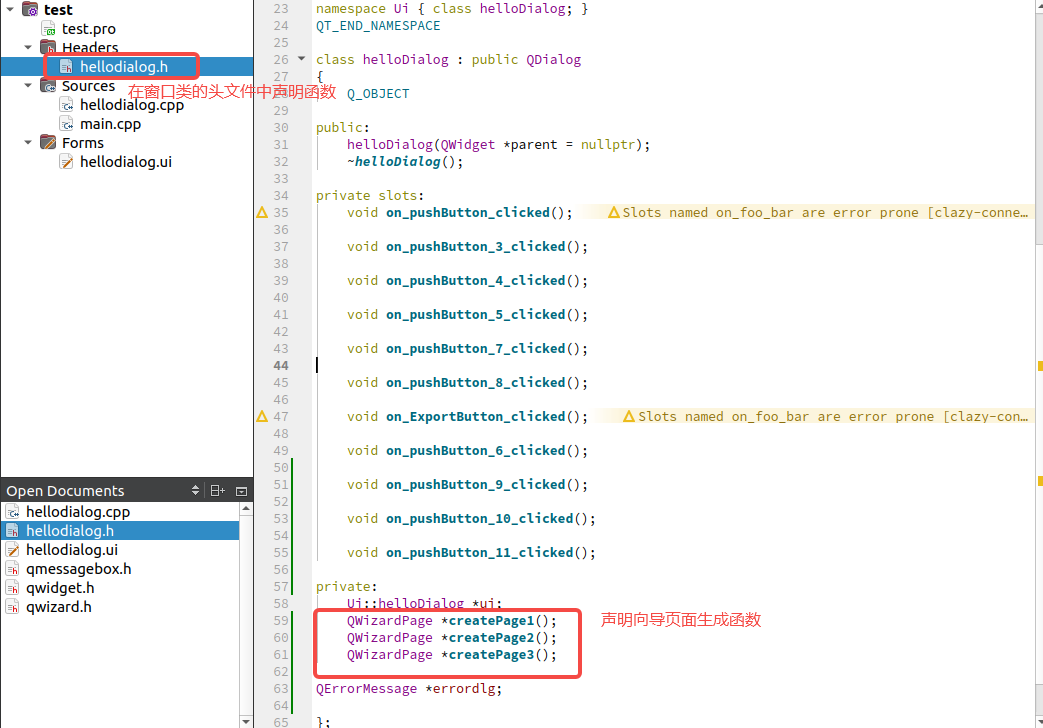 test
test.pro
Headers
hellodialog.h
Sources
在窗口类的头文件中声明函数
hellodialog.cpp
main.cpp
Forms
hellodialog.ui
Open Documents
hellodialog.cpp
hellodialog.h
hellodialog.ui
qmessagebox.h
qwidget.h
qwizard.h
23 namespace Ui { class helloDialog; }
24 QT_END_NAMESPACE
25
26 class helloDialog : public QDialog
27 {
Q_OBJECT
29
30 public:
31 helloDialog(QWidget *parent = nullptr);
32 ~helloDialog();
33
34 private slots:
35 void on_pushButton_clicked(); Slots named on_foo_bar are error prone [clazy-conne…
36
37 void on_pushButton_3_clicked();
38
39 void on_pushButton_4_clicked();
40
41 void on_pushButton_5_clicked();
42
43 void on_pushButton_7_clicked();
44
45 void on_pushButton_8_clicked();
46
47 void on_ExportButton_clicked(); Slots named on_foo_bar are error prone [clazy-con…
48
49 void on_pushButton_6_clicked();
50
51 void on_pushButton_9_clicked();
52
53 void on_pushButton_10_clicked();
54
55 void on_pushButton_11_clicked();
56
57 private:
58 Ui::helloDialog *ui;
59 QWizardPage *createPage1(); 声明向导页面生成函数
60 QWizardPage *createPage2();
61 QWizardPage *createPage3();
62
63 QErrorMessage *errordlg;
64
65 };